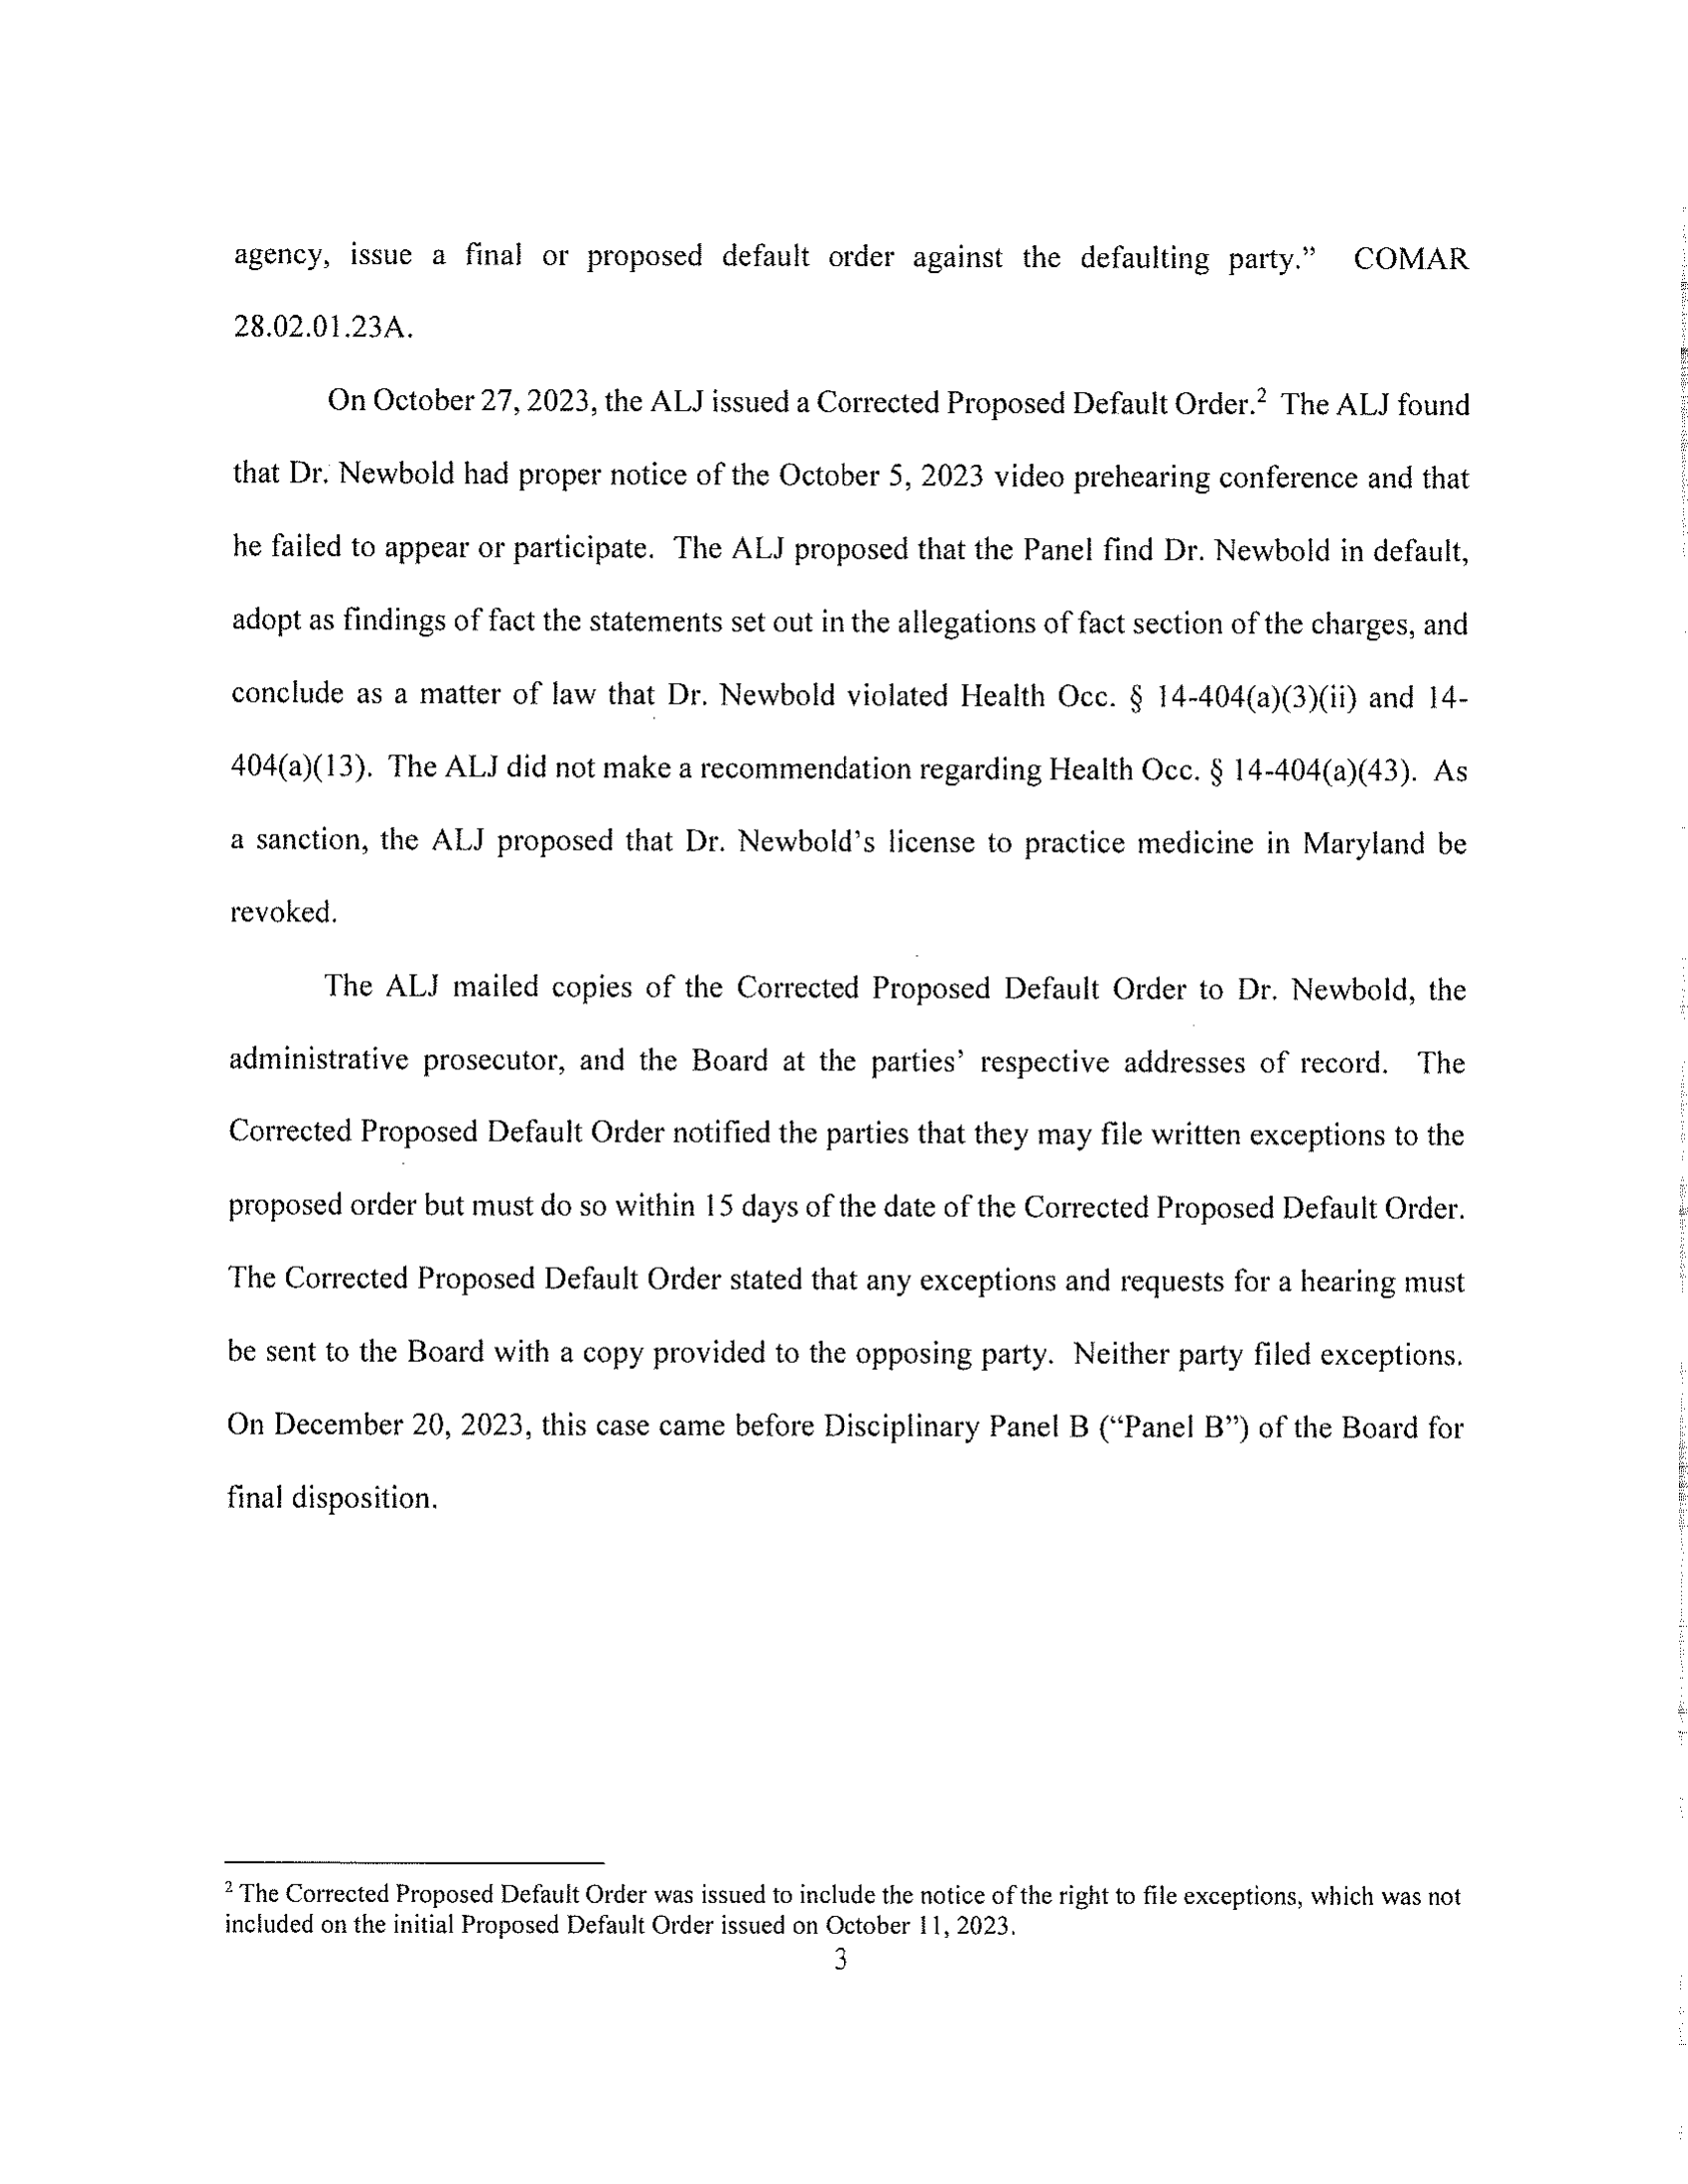 agency, issue a final or proposed default order against the defaulting party.” COMAR
28.02.01.23A.
On October 27, 2023, the ALJ issued a Corrected Proposed Default Order.2 The ALJ found
that Dr. Newbold had proper notice of the October 5, 2023 video prehearing conference and that
he failed to appear or participate. The ALJ proposed that the Panel find Dr. Newbold in default,
adopt as findings of fact the statements set out in the allegations of fact section of the charges, and
conclude as a matter of law that Dr. Newbold violated Health Occ. § 14-404(a)(3)(ii) and 14-
404(a)(13). The ALJ did not make a recommendation regarding Health Occ. § 14-404(a)(43). As
a sanction, the ALJ proposed that Dr. Newbold’s license to practice medicine in Maryland be
revoked.
The ALJ mailed copies of the Corrected Proposed Default Order to Dr. Newbold, the
administrative prosecutor, and the Board at the parties’ respective addresses of record. The
Corrected Proposed Default Order notified the parties that they may file written exceptions to the
proposed order but must do so within 15 days of the date of the Corrected Proposed Default Order.
The Corrected Proposed Default Order stated that any exceptions and requests for a hearing must
be sent to the Board with a copy provided to the opposing party. Neither party filed exceptions.
On December 20, 2023, this case came before Disciplinary Panel B (“Panel B”) of the Board for
final disposition.
2 The Corrected Proposed Default Order was issued to include the notice of the right to file exceptions, which was not
included on the initial Proposed Default Order issued on October 11, 2023.
3